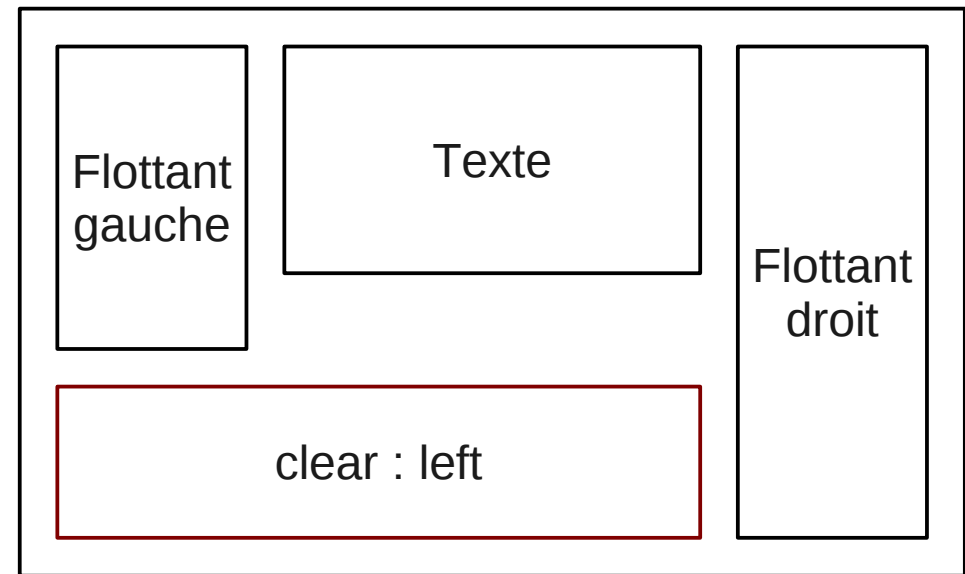 Flottant
gauche
Texte
Flottant
droit
clear : left